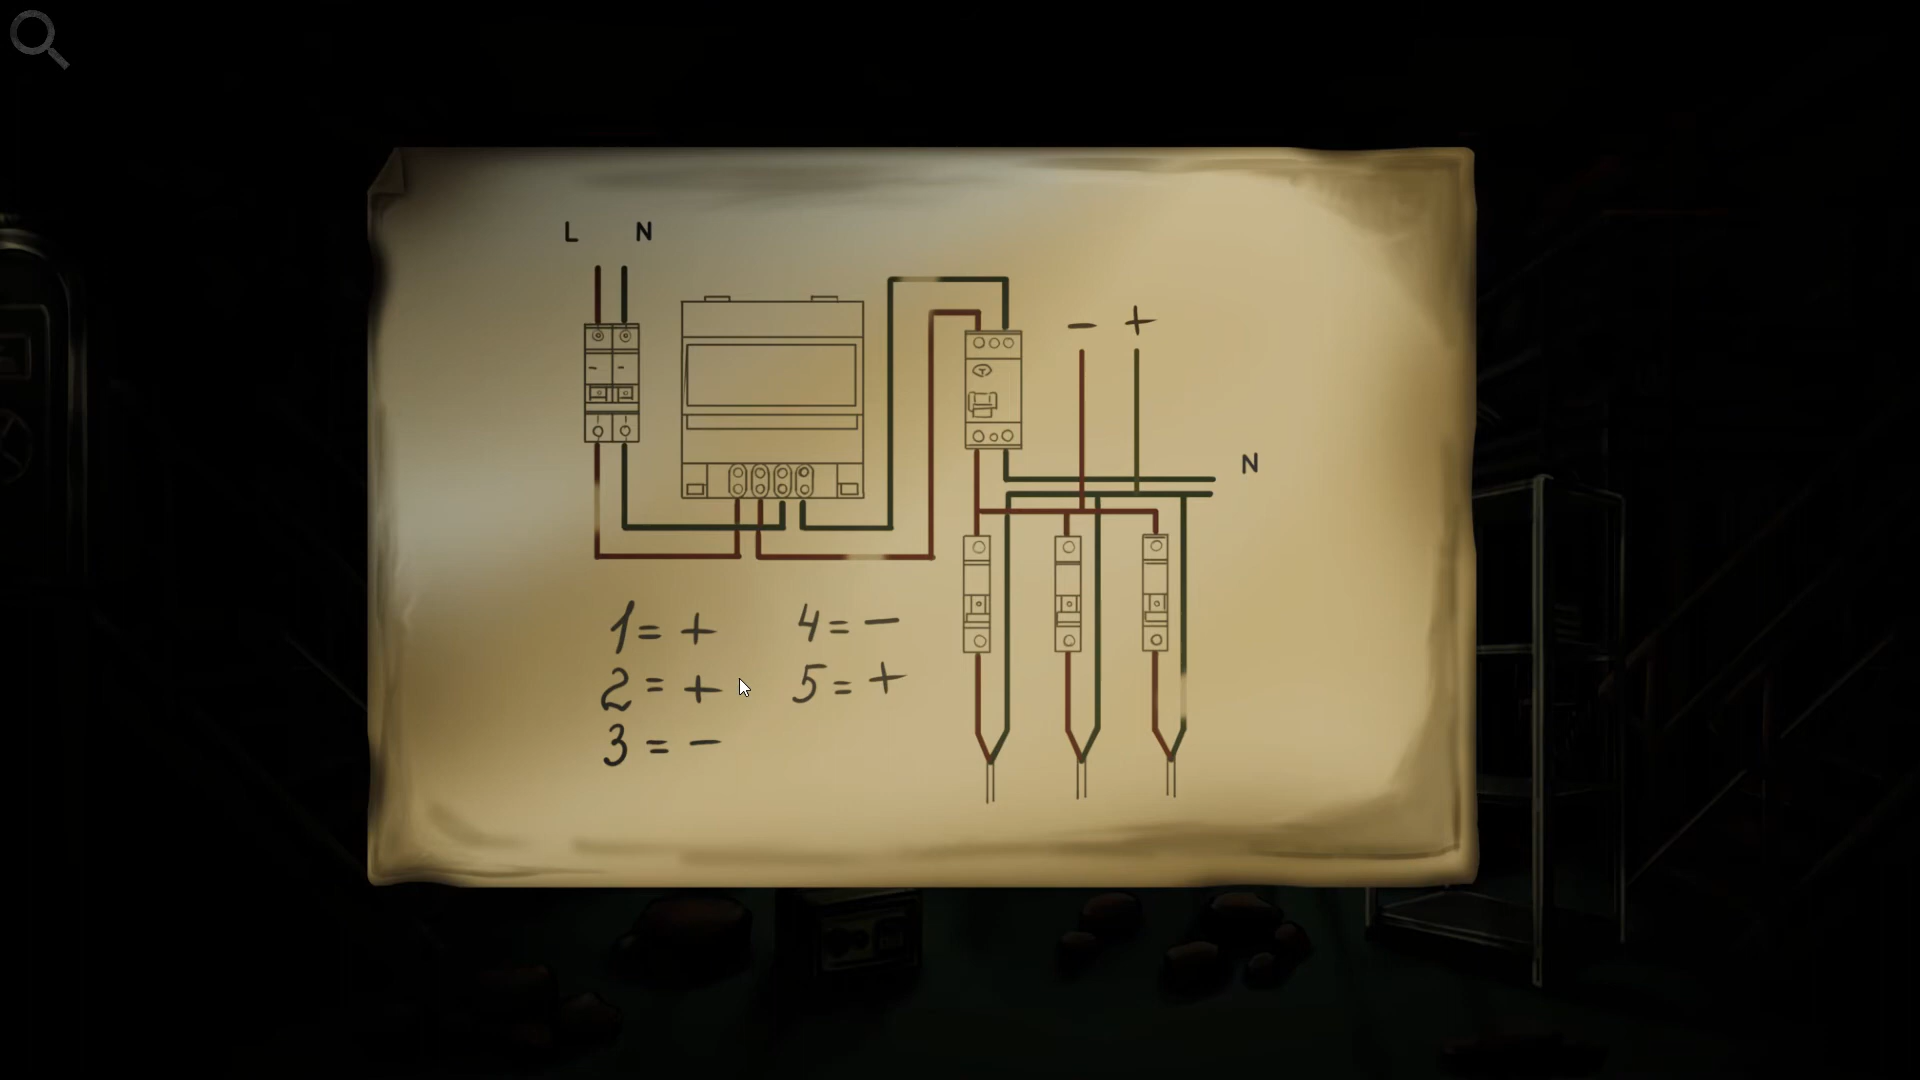 L N
- +
N
1 = + 4 = -
2 = + 5 = +
3 = -